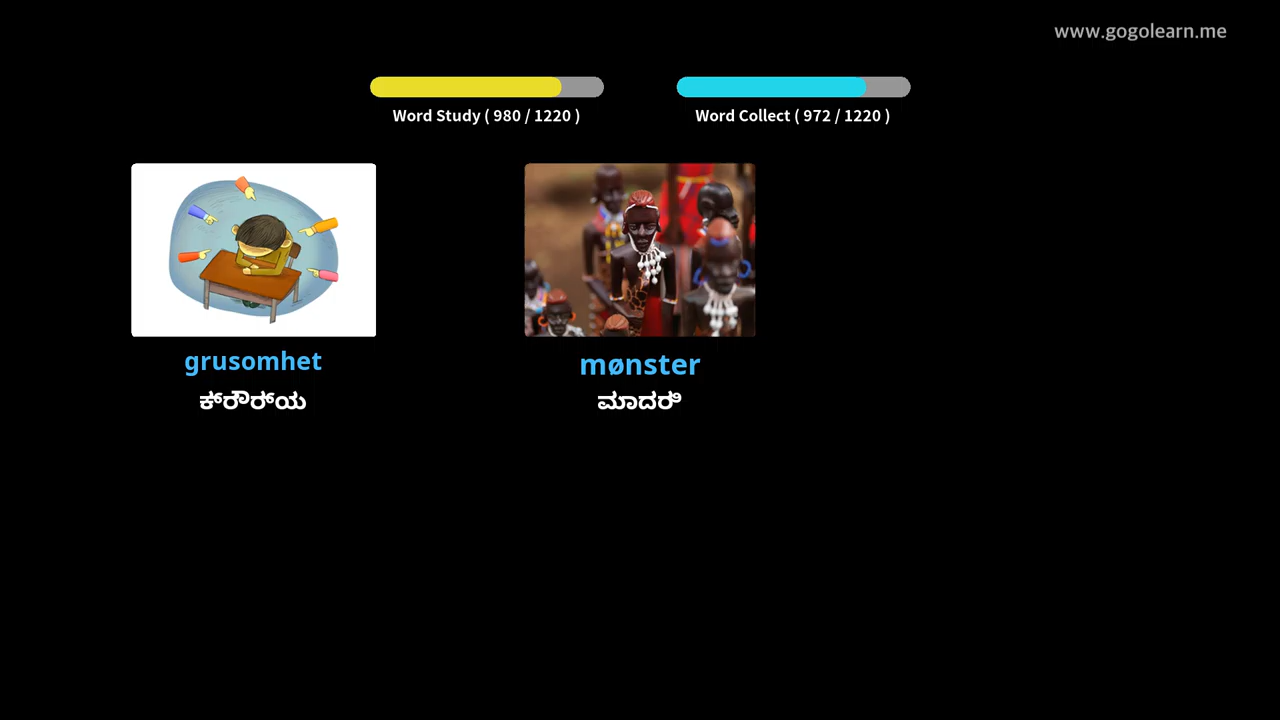 www.gogolearn.me
Word Study ( 980 / 1220 )
Word Collect ( 972 / 1220 )
grusomhet
mønster
ಕ್ರೌರ್ಯ
ಮಾದರಿ